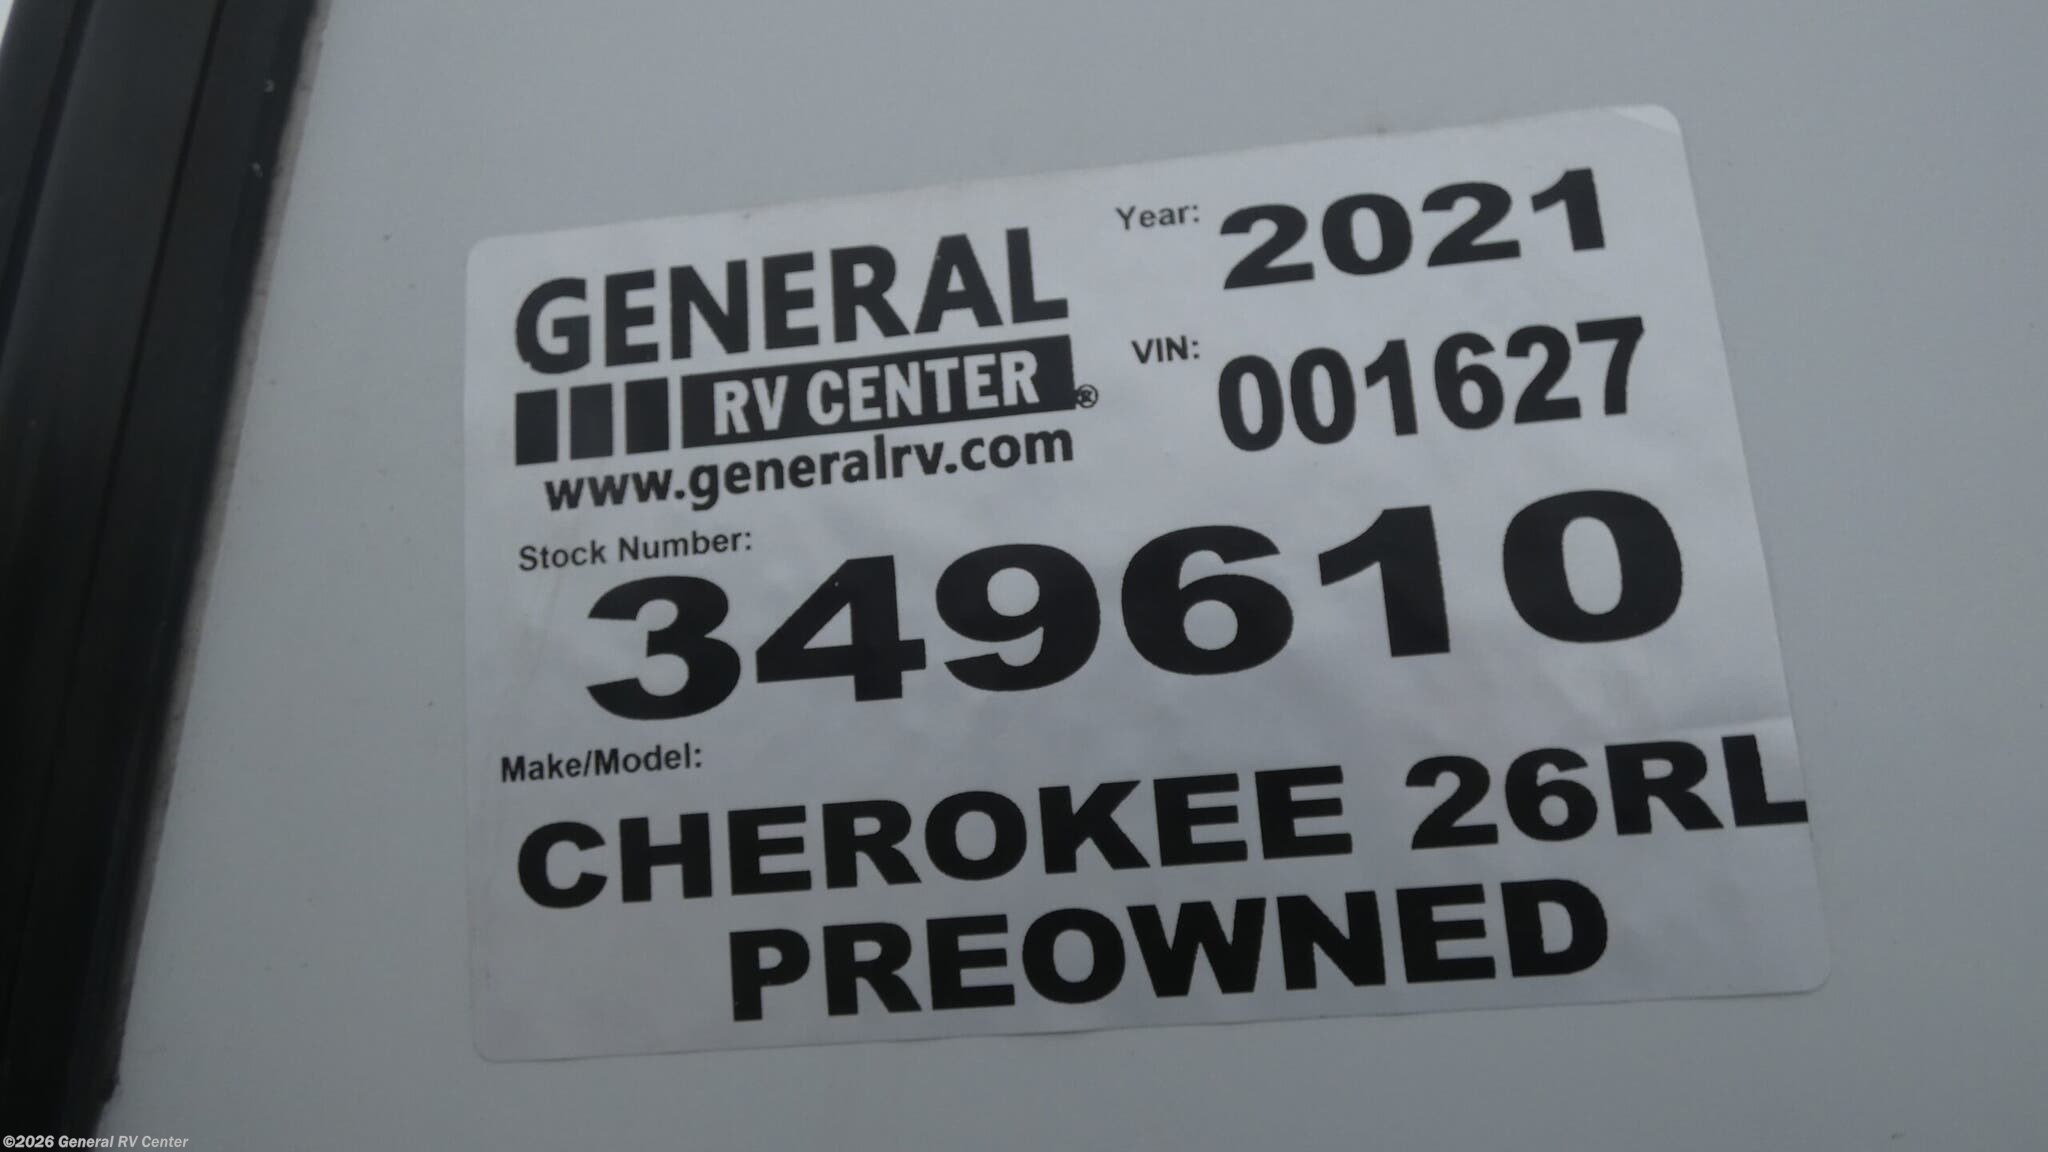 GENERAL
RV CENTER®
www.generalrv.com
Year: 2021
VIN: 001627
Stock Number:
349610
Make/Model:
CHEROKEE 26RL
PREOWNED
©2026 General RV Center